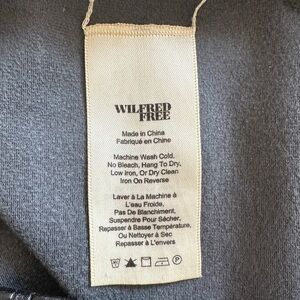 WILFRED
FREE
Made in China
Fabriqué en Chine
Machine Wash Cold,
No Bleach, Hang To Dry,
Low Iron, Or Dry Clean
Iron On Reverse
Laver à La Machine à
L'eau Froide,
Pas De Blanchiment,
Suspendre Pour Sécher,
Repasser à Basse Température,
Ou Nettoyer à Sec
Repasser à L'envers